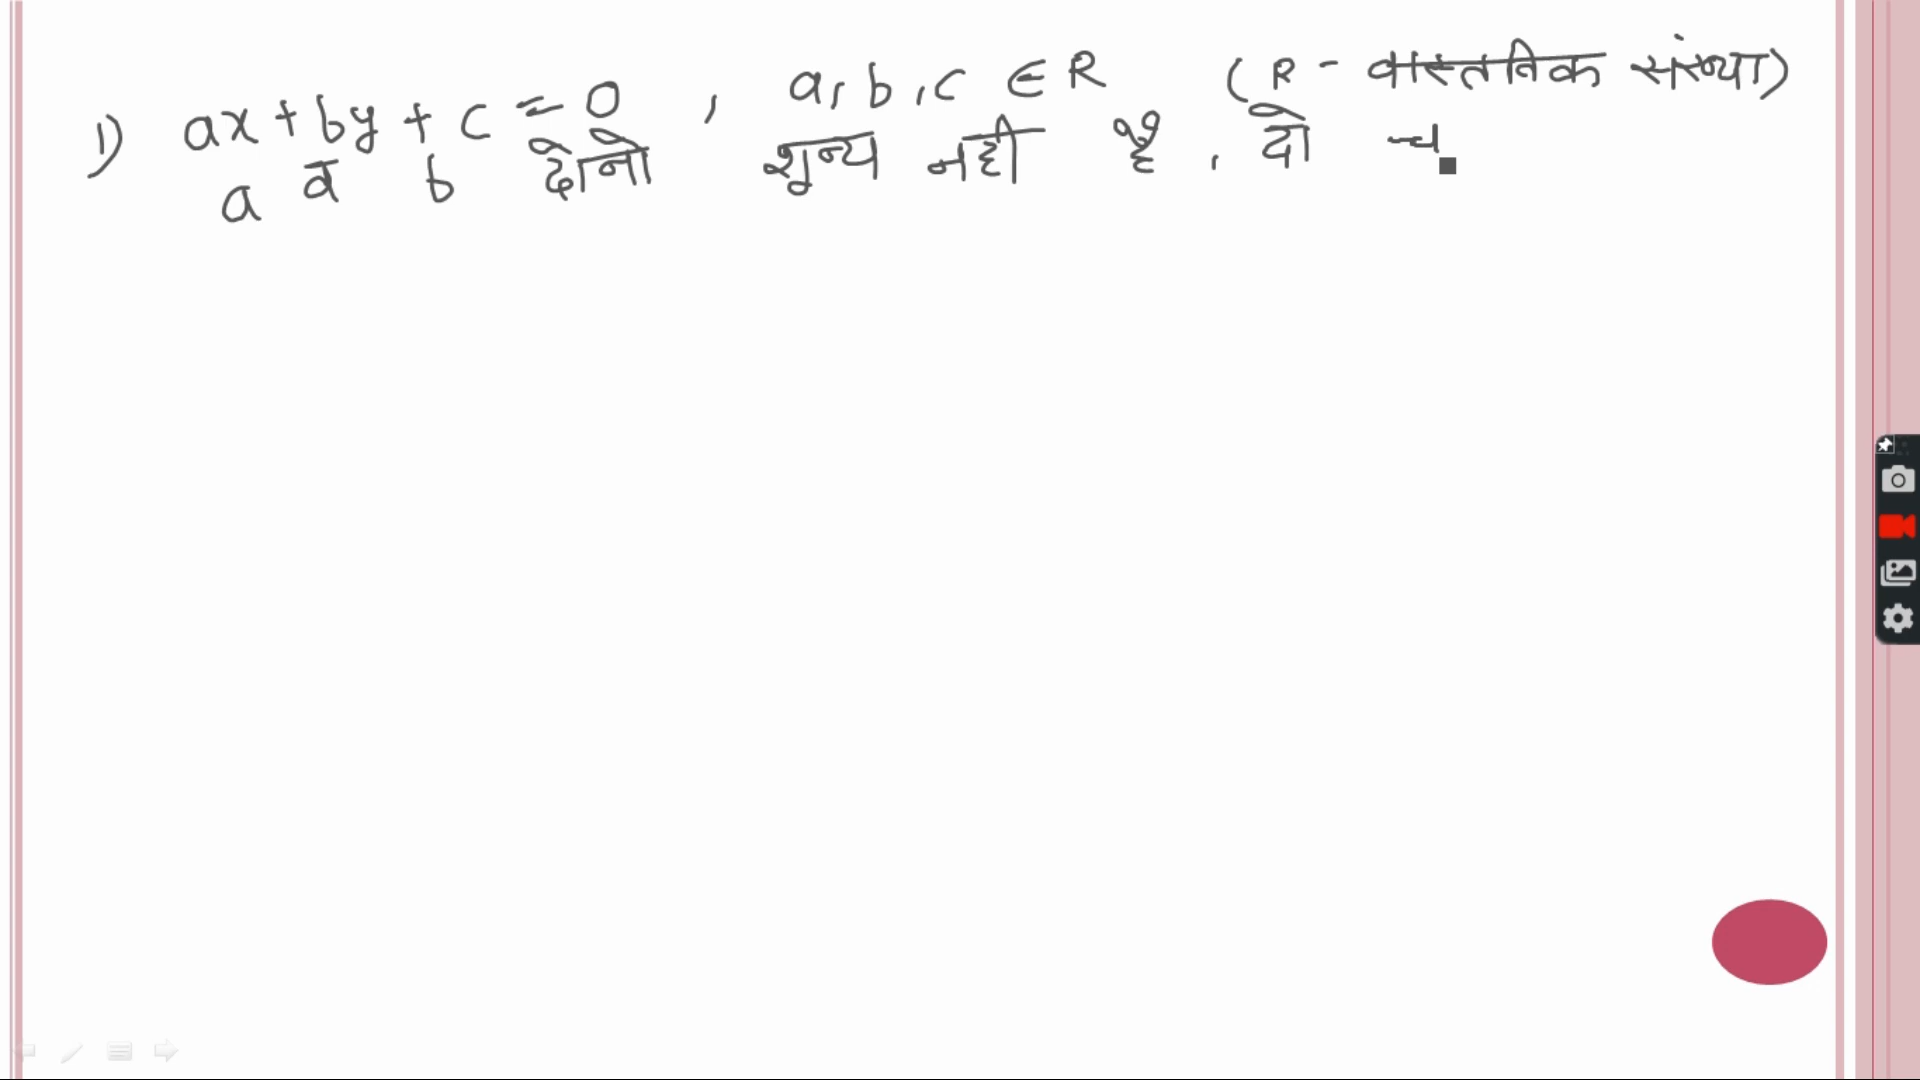 1) ax + by + c = 0 , a, b, c ∈ R (R - वास्तविक संख्या)
a व b दोनो शून्य नही है , दो च